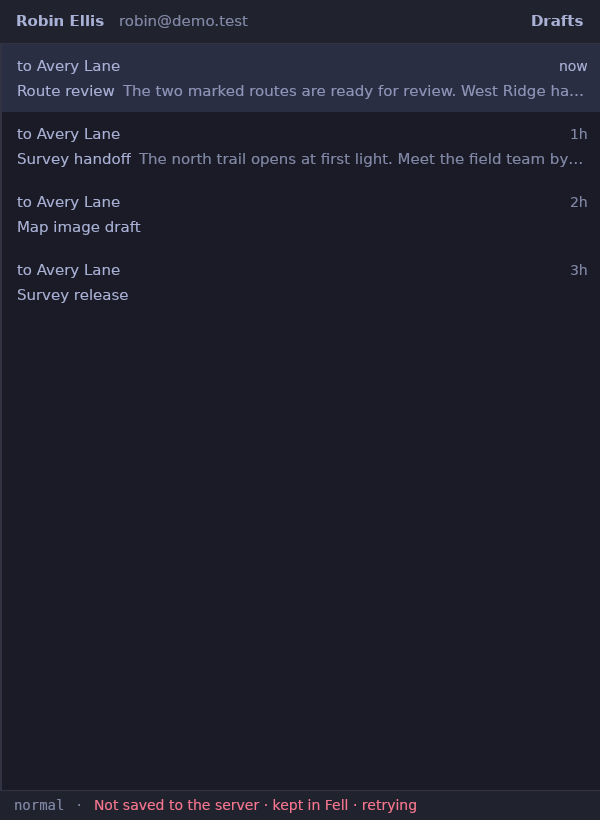 Robin Ellis robin@demo.test Drafts
to Avery Lane now
Route review The two marked routes are ready for review. West Ridge ha…
to Avery Lane 1h
Survey handoff The north trail opens at first light. Meet the field team by…
to Avery Lane 2h
Map image draft
to Avery Lane 3h
Survey release
normal · Not saved to the server · kept in Fell · retrying